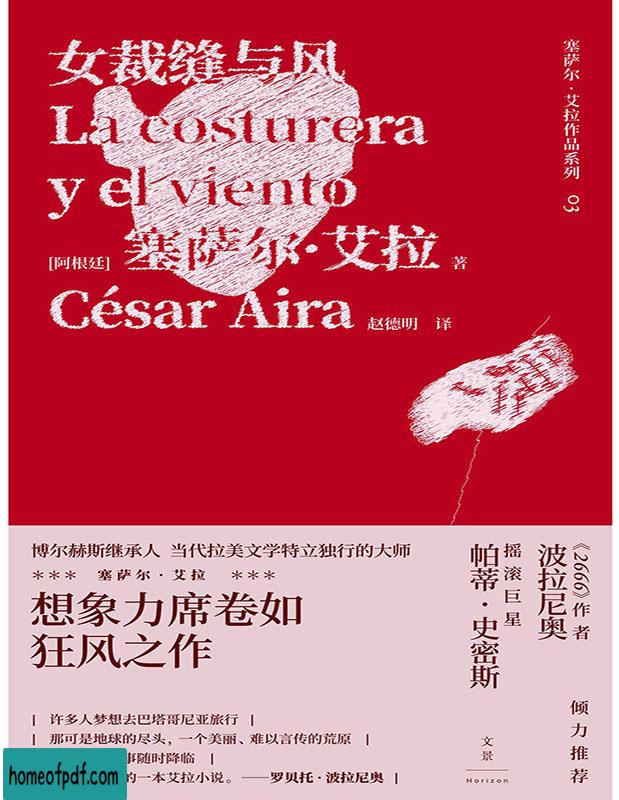 女裁缝与风
La costurera
y el viento
[阿根廷] 塞萨尔·艾拉 著
César Aira 赵德明 译
塞萨尔·艾拉作品系列 03
博尔赫斯继承人 当代拉美文学特立独行的大师
*** 塞萨尔·艾拉 ***
想象力席卷如
狂风之作
《2666》作者
波拉尼奥
摇滚巨星
帕蒂·史密斯
倾力推荐
| 许多人梦想去巴塔哥尼亚旅行 |
| 那可是地球的尽头，一个美丽、难以言传的荒原 |
事随时降临 |
的一本艾拉小说。——罗贝托·波拉尼奥 |
文景
Horizon
homeofpdf.com